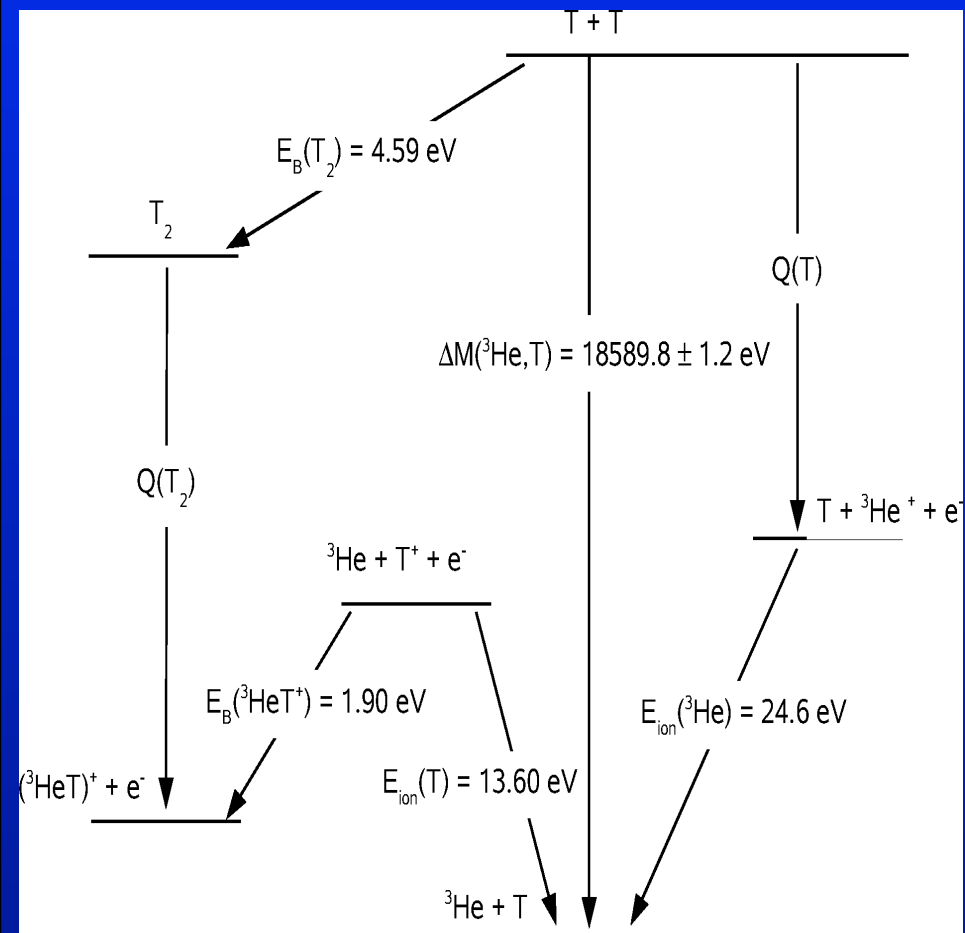 T + T
E_B(T_2) = 4.59 eV
T_2
Q(T)
ΔM(³He,T) = 18589.8 ± 1.2 eV
Q(T_2)
T + ³He⁺ + e⁻
³He + T⁺ + e⁻
E_B(³HeT⁺) = 1.90 eV
E_ion(³He) = 24.6 eV
(³HeT)⁺ + e⁻
E_ion(T) = 13.60 eV
³He + T